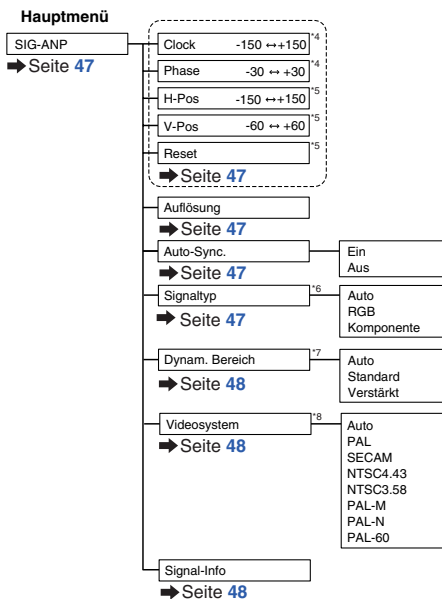 Hauptmenü
SIG-ANP
➡ Seite 47
Clock -150 ↔+150 *4
Phase -30 ↔ +30 *4
H-Pos -150 ↔+150 *5
V-Pos -60 ↔ +60 *5
Reset *5
➡ Seite 47
Auflösung
➡ Seite 47
Auto-Sync.
➡ Seite 47
Ein
Aus
Signaltyp *6
➡ Seite 47
Auto
RGB
Komponente
Dynam. Bereich *7
➡ Seite 48
Auto
Standard
Verstärkt
Videosystem *8
➡ Seite 48
Auto
PAL
SECAM
NTSC4.43
NTSC3.58
PAL-M
PAL-N
PAL-60
Signal-Info
➡ Seite 48